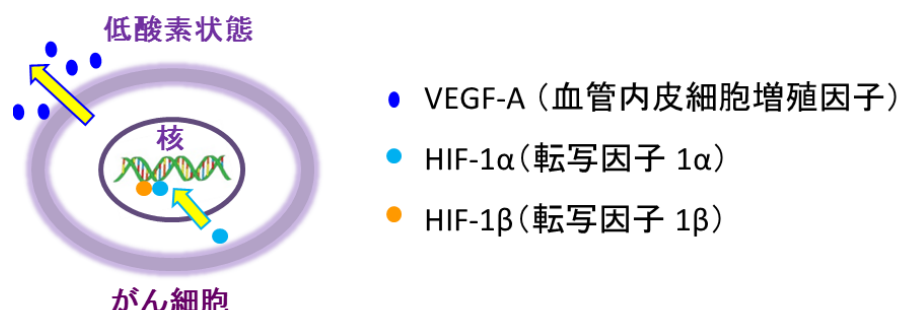 低酸素状態
核
がん細胞
VEGF-A（血管内皮細胞増殖因子）
HIF-1α（転写因子 1α）
HIF-1β（転写因子 1β）